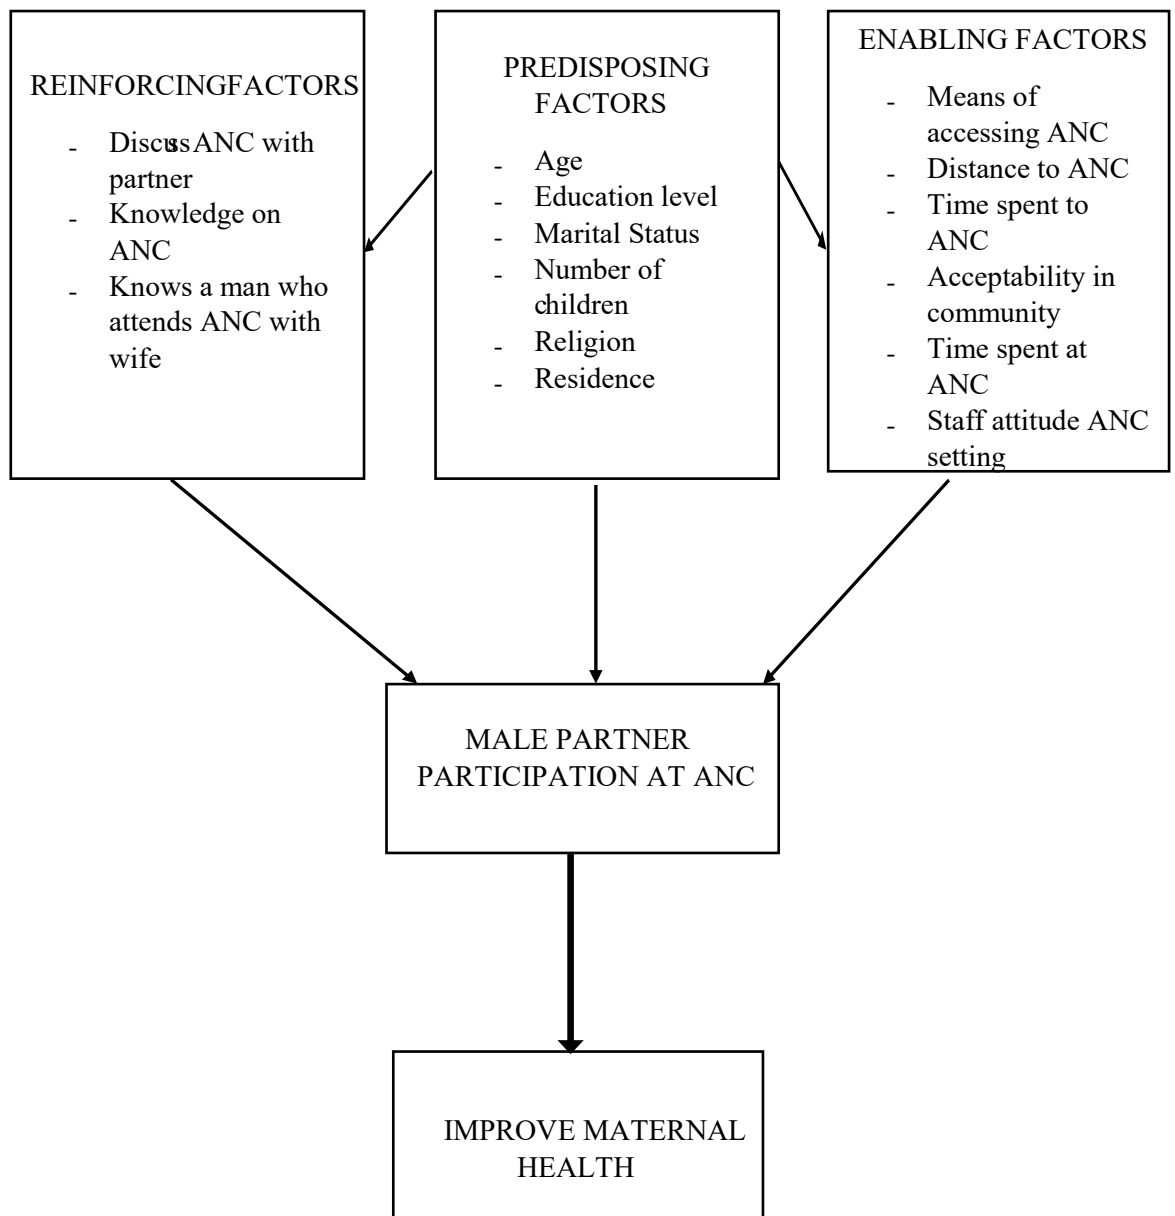 REINFORCINGFACTORS
- Discuss ANC with
partner
- Knowledge on
ANC
- Knows a man who
attends ANC with
wife
PREDISPOSING
FACTORS
- Age
- Education level
- Marital Status
- Number of
children
- Religion
- Residence
ENABLING FACTORS
- Means of
accessing ANC
- Distance to ANC
- Time spent to
ANC
- Acceptability in
community
- Time spent at
ANC
- Staff attitude ANC
setting
MALE PARTNER
PARTICIPATION AT ANC
IMPROVE MATERNAL
HEALTH